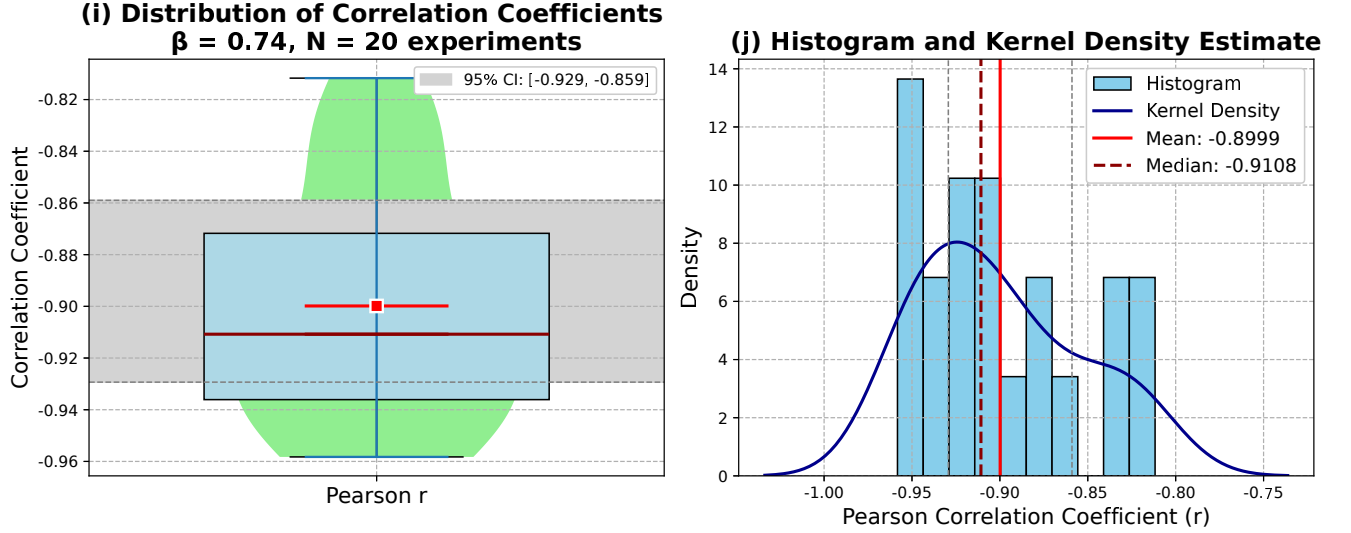 (i) Distribution of Correlation Coefficients
β = 0.74, N = 20 experiments
95% CI: [-0.929, -0.859]
Correlation Coefficient
-0.82
-0.84
-0.86
-0.88
-0.90
-0.92
-0.94
-0.96
Pearson r
(j) Histogram and Kernel Density Estimate
Histogram
Kernel Density
Mean: -0.8999
Median: -0.9108
Density
14
12
10
8
6
4
2
0
-1.00 -0.95 -0.90 -0.85 -0.80 -0.75
Pearson Correlation Coefficient (r)